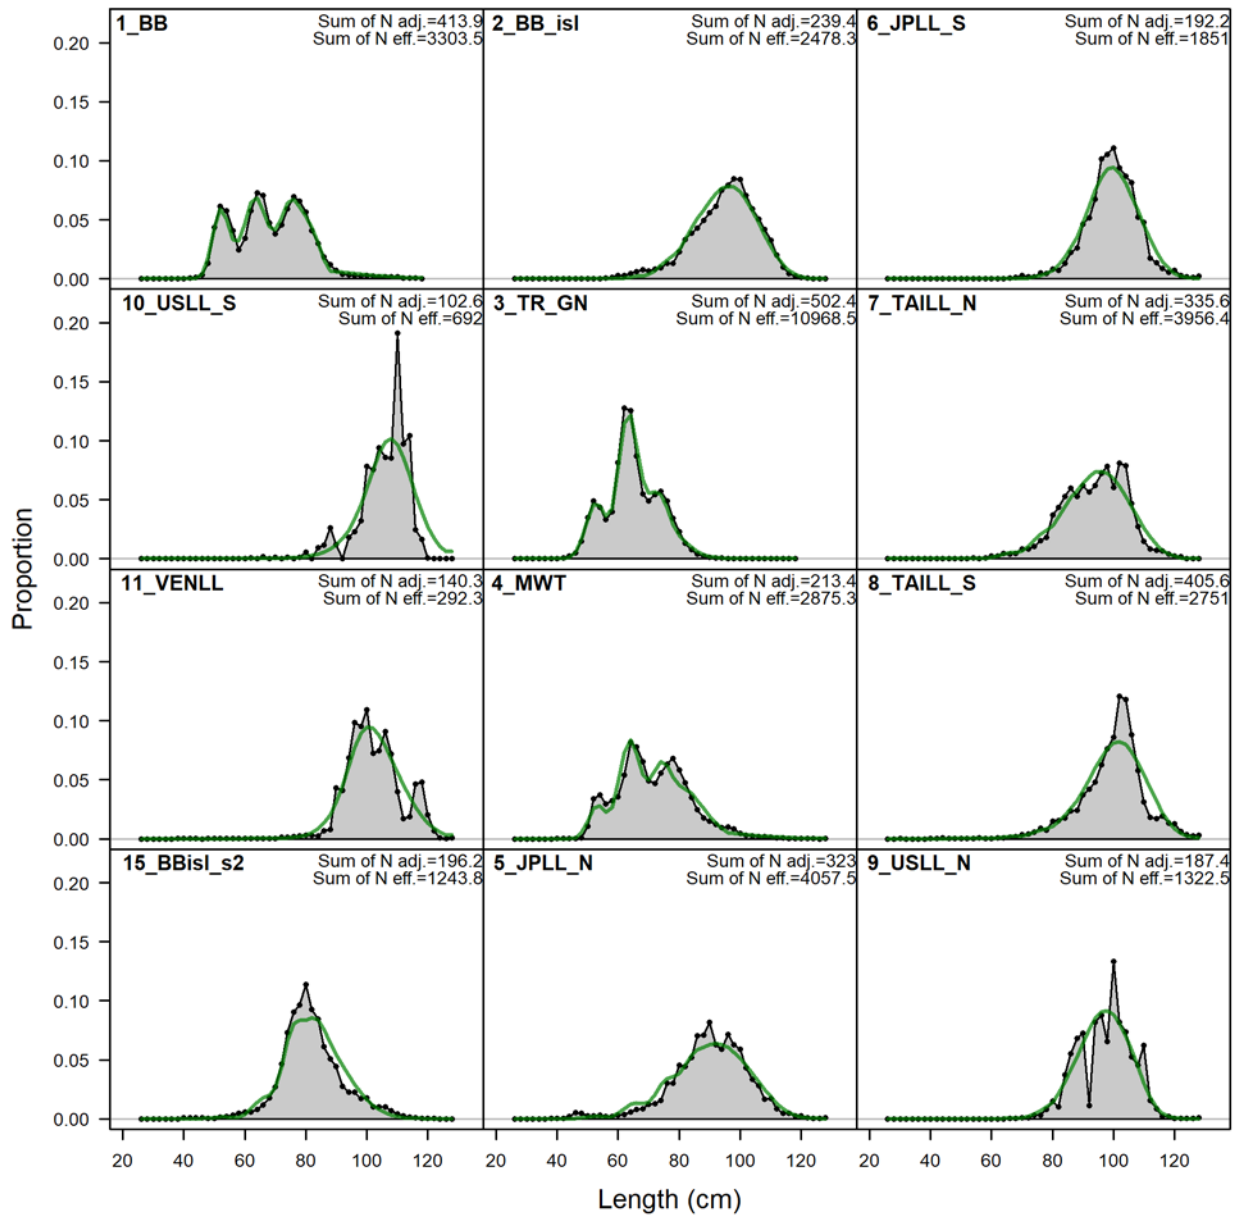 1_BB
Sum of N adj.=413.9
Sum of N eff.=3303.5
2_BB_isl
Sum of N adj.=239.4
Sum of N eff.=2478.3
6_JPLL_S
Sum of N adj.=192.2
Sum of N eff.=1851
0.20
0.15
0.10
0.05
0.00
10_USLL_S
Sum of N adj.=102.6
Sum of N eff.=692
3_TR_GN
Sum of N adj.=502.4
Sum of N eff.=10968.5
7_TAILL_N
Sum of N adj.=335.6
Sum of N eff.=3956.4
0.20
0.15
0.10
0.05
0.00
11_VENLL
Sum of N adj.=140.3
Sum of N eff.=292.3
4_MWT
Sum of N adj.=213.4
Sum of N eff.=2875.3
8_TAILL_S
Sum of N adj.=405.6
Sum of N eff.=2751
0.20
0.15
0.10
0.05
0.00
15_BBisl_s2
Sum of N adj.=196.2
Sum of N eff.=1243.8
5_JPLL_N
Sum of N adj.=323
Sum of N eff.=4057.5
9_USLL_N
Sum of N adj.=187.4
Sum of N eff.=1322.5
0.20
0.15
0.10
0.05
0.00
Proportion
20 40 60 80 100 120 20 40 60 80 100 120 20 40 60 80 100 120
Length (cm)